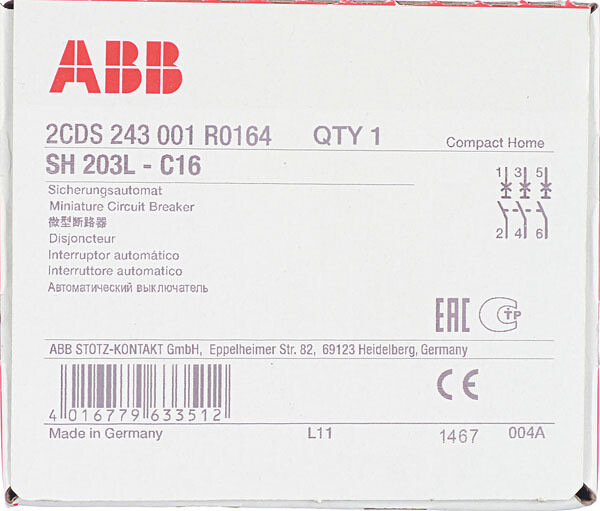 ABB
2CDS 243 001 R0164 QTY 1 Compact Home
SH 203L - C16
1 3 5
Sicherungsautomat
Miniature Circuit Breaker
微型断路器
2 4 6
Disjoncteur
Interruptor automático
Interruttore automatico
Автоматический выключатель
EAC CTP
ABB STOTZ-KONTAKT GmbH, Eppelheimer Str. 82, 69123 Heidelberg, Germany
CE
4 016779 633512
Made in Germany L11 1467 004A